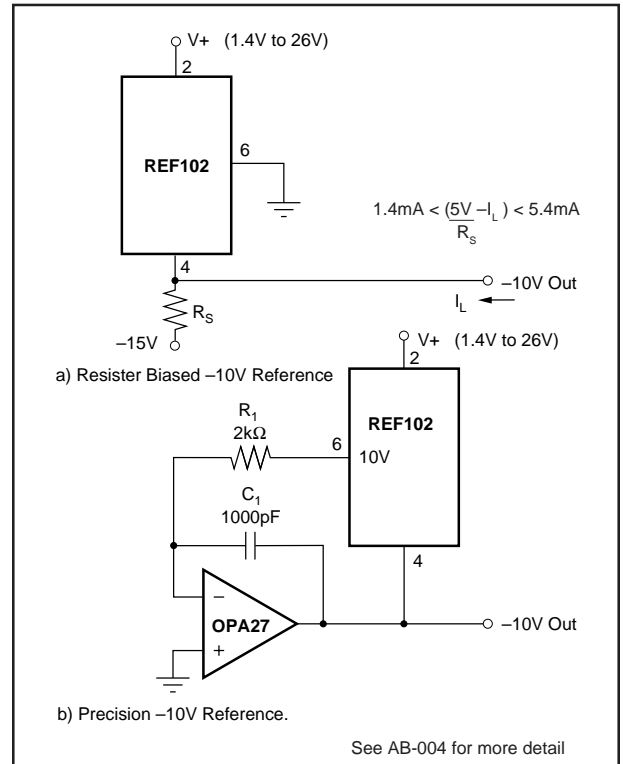 V+ (1.4V to 26V)
2
REF102
6
1.4mA < (5V –I_L) < 5.4mA
R_S
4
–10V Out
I_L
R_S
–15V
V+ (1.4V to 26V)
2
a) Resister Biased –10V Reference
REF102
R_1
2kΩ
6
10V
C_1
1000pF
4
–
OPA27
–10V Out
+
b) Precision –10V Reference.
See AB-004 for more detail